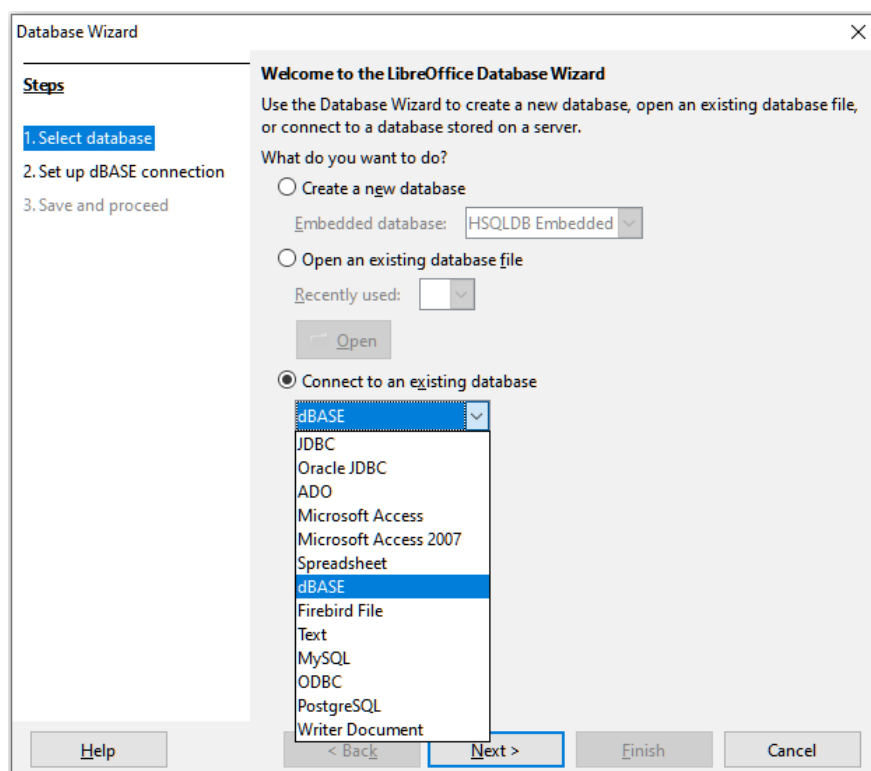 Database Wizard
Steps
1. Select database
2. Set up dBASE connection
3. Save and proceed
Welcome to the LibreOffice Database Wizard
Use the Database Wizard to create a new database, open an existing database file,
or connect to a database stored on a server.
What do you want to do?
Create a new database
Embedded database: HSQLDB Embedded
Open an existing database file
Recently used:
Open
Connect to an existing database
dBASE
JDBC
Oracle JDBC
ADO
Microsoft Access
Microsoft Access 2007
Spreadsheet
dBASE
Firebird File
Text
MySQL
ODBC
PostgreSQL
Writer Document
Help < Back Next > Finish Cancel